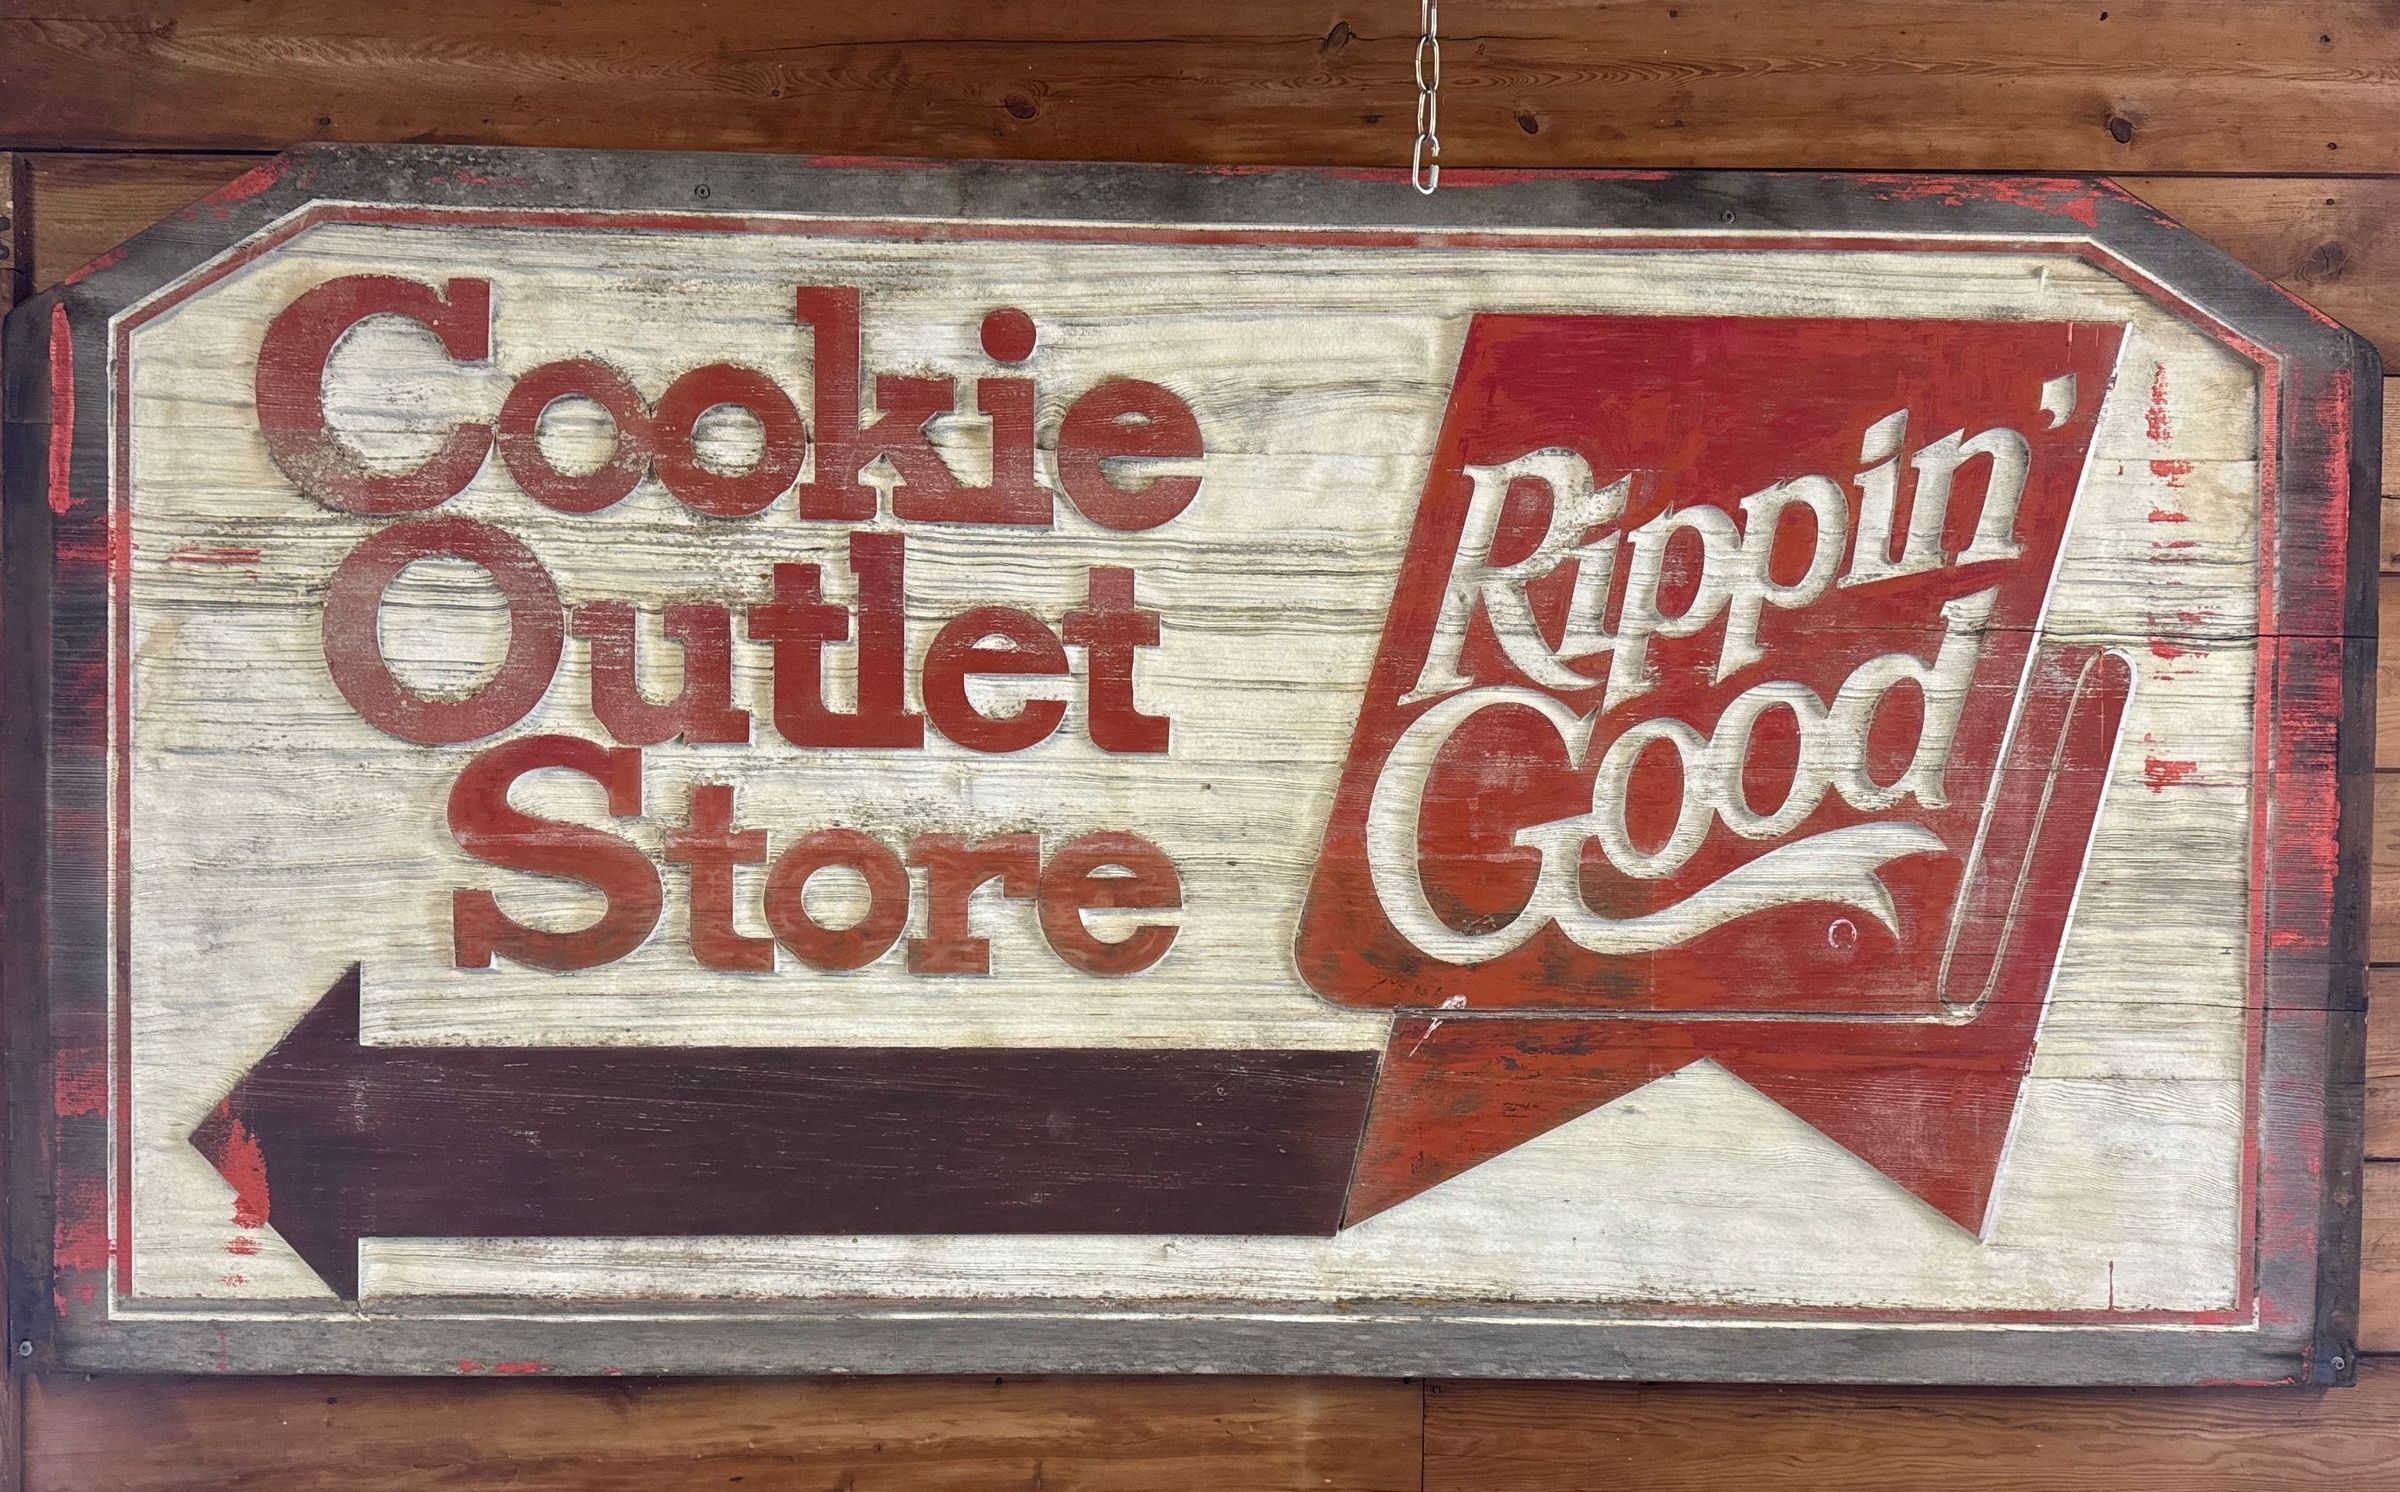 Cookie
Outlet
Store
Rippin'
Good